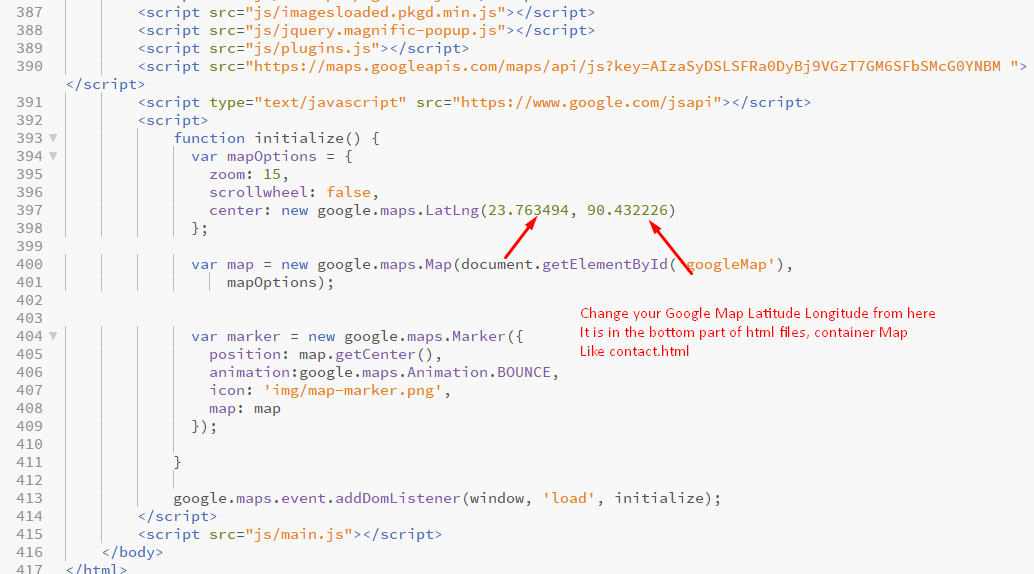 387 <script src="js/imagesloaded.pkgd.min.js"></script>
388 <script src="js/jquery.magnific-popup.js"></script>
389 <script src="js/plugins.js"></script>
390 <script src="https://maps.googleapis.com/maps/api/js?key=AIzaSyDSLSFRa0DyBj9VGzT7GM6SFbSMcG0YNBM ">
</script>
391 <script type="text/javascript" src="https://www.google.com/jsapi"></script>
392 <script>
393 function initialize() {
394 var mapOptions = {
395 zoom: 15,
396 scrollwheel: false,
397 center: new google.maps.LatLng(23.763494, 90.432226)
398 };
399
400 var map = new google.maps.Map(document.getElementById('googleMap'),
401 mapOptions);
402
403
404 var marker = new google.maps.Marker({
405 position: map.getCenter(),
406 animation:google.maps.Animation.BOUNCE,
407 icon: 'img/map-marker.png',
408 map: map
409 });
410
411 }
412
413 google.maps.event.addDomListener(window, 'load', initialize);
414 </script>
415 <script src="js/main.js"></script>
416 </body>
417 </html>
Change your Google Map Latitude Longitude from here
It is in the bottom part of html files, container Map
Like contact.html